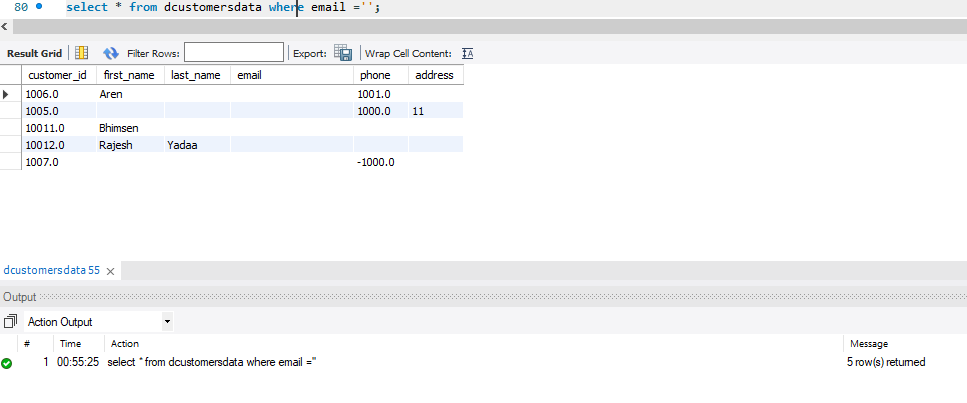 80 select * from dcustomersdata where email ='';
Result Grid Filter Rows: Export: Wrap Cell Content:
customer_id first_name last_name email phone address
1006.0 Aren 1001.0
1005.0 1000.0 11
10011.0 Bhimsen
10012.0 Rajesh Yadaa
1007.0 -1000.0
dcustomersdata 55
Output
Action Output
# Time Action Message
1 00:55:25 select * from dcustomersdata where email ='' 5 row(s) returned